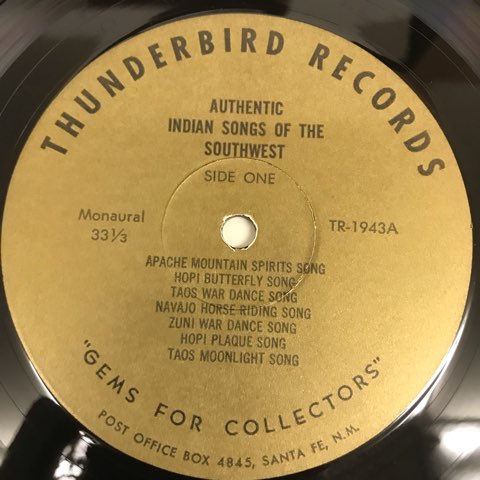 THUNDERBIRD RECORDS
AUTHENTIC
INDIAN SONGS OF THE
SOUTHWEST
SIDE ONE
Monaural
33⅓
TR-1943A
APACHE MOUNTAIN SPIRITS SONG
HOPI BUTTERFLY SONG
TAOS WAR DANCE SONG
NAVAJO HORSE RIDING SONG
ZUNI WAR DANCE SONG
HOPI PLAQUE SONG
TAOS MOONLIGHT SONG
"GEMS FOR COLLECTORS"
POST OFFICE BOX 4845, SANTA FE, N.M.